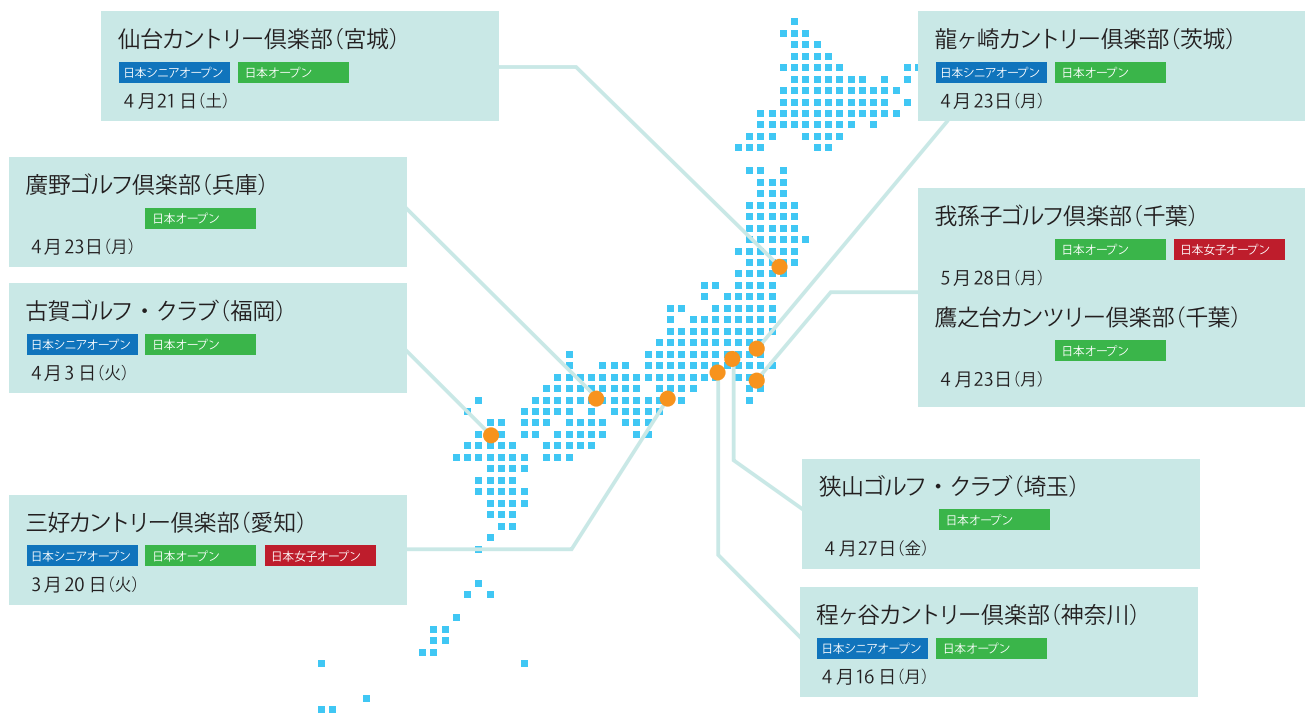 仙台カントリー倶楽部（宮城）
日本シニアオープン 日本オープン
4月21日（土）
廣野ゴルフ倶楽部（兵庫）
日本オープン
4月23日（月）
古賀ゴルフ・クラブ（福岡）
日本シニアオープン 日本オープン
4月3日（火）
三好カントリー倶楽部（愛知）
日本シニアオープン 日本オープン 日本女子オープン
3月20日（火）
龍ヶ崎カントリー倶楽部（茨城）
日本シニアオープン 日本オープン
4月23日（月）
我孫子ゴルフ倶楽部（千葉）
日本オープン 日本女子オープン
5月28日（月）
鷹之台カンツリー倶楽部（千葉）
日本オープン
4月23日（月）
狭山ゴルフ・クラブ（埼玉）
日本オープン
4月27日（金）
程ヶ谷カントリー倶楽部（神奈川）
日本シニアオープン 日本オープン
4月16日（月）